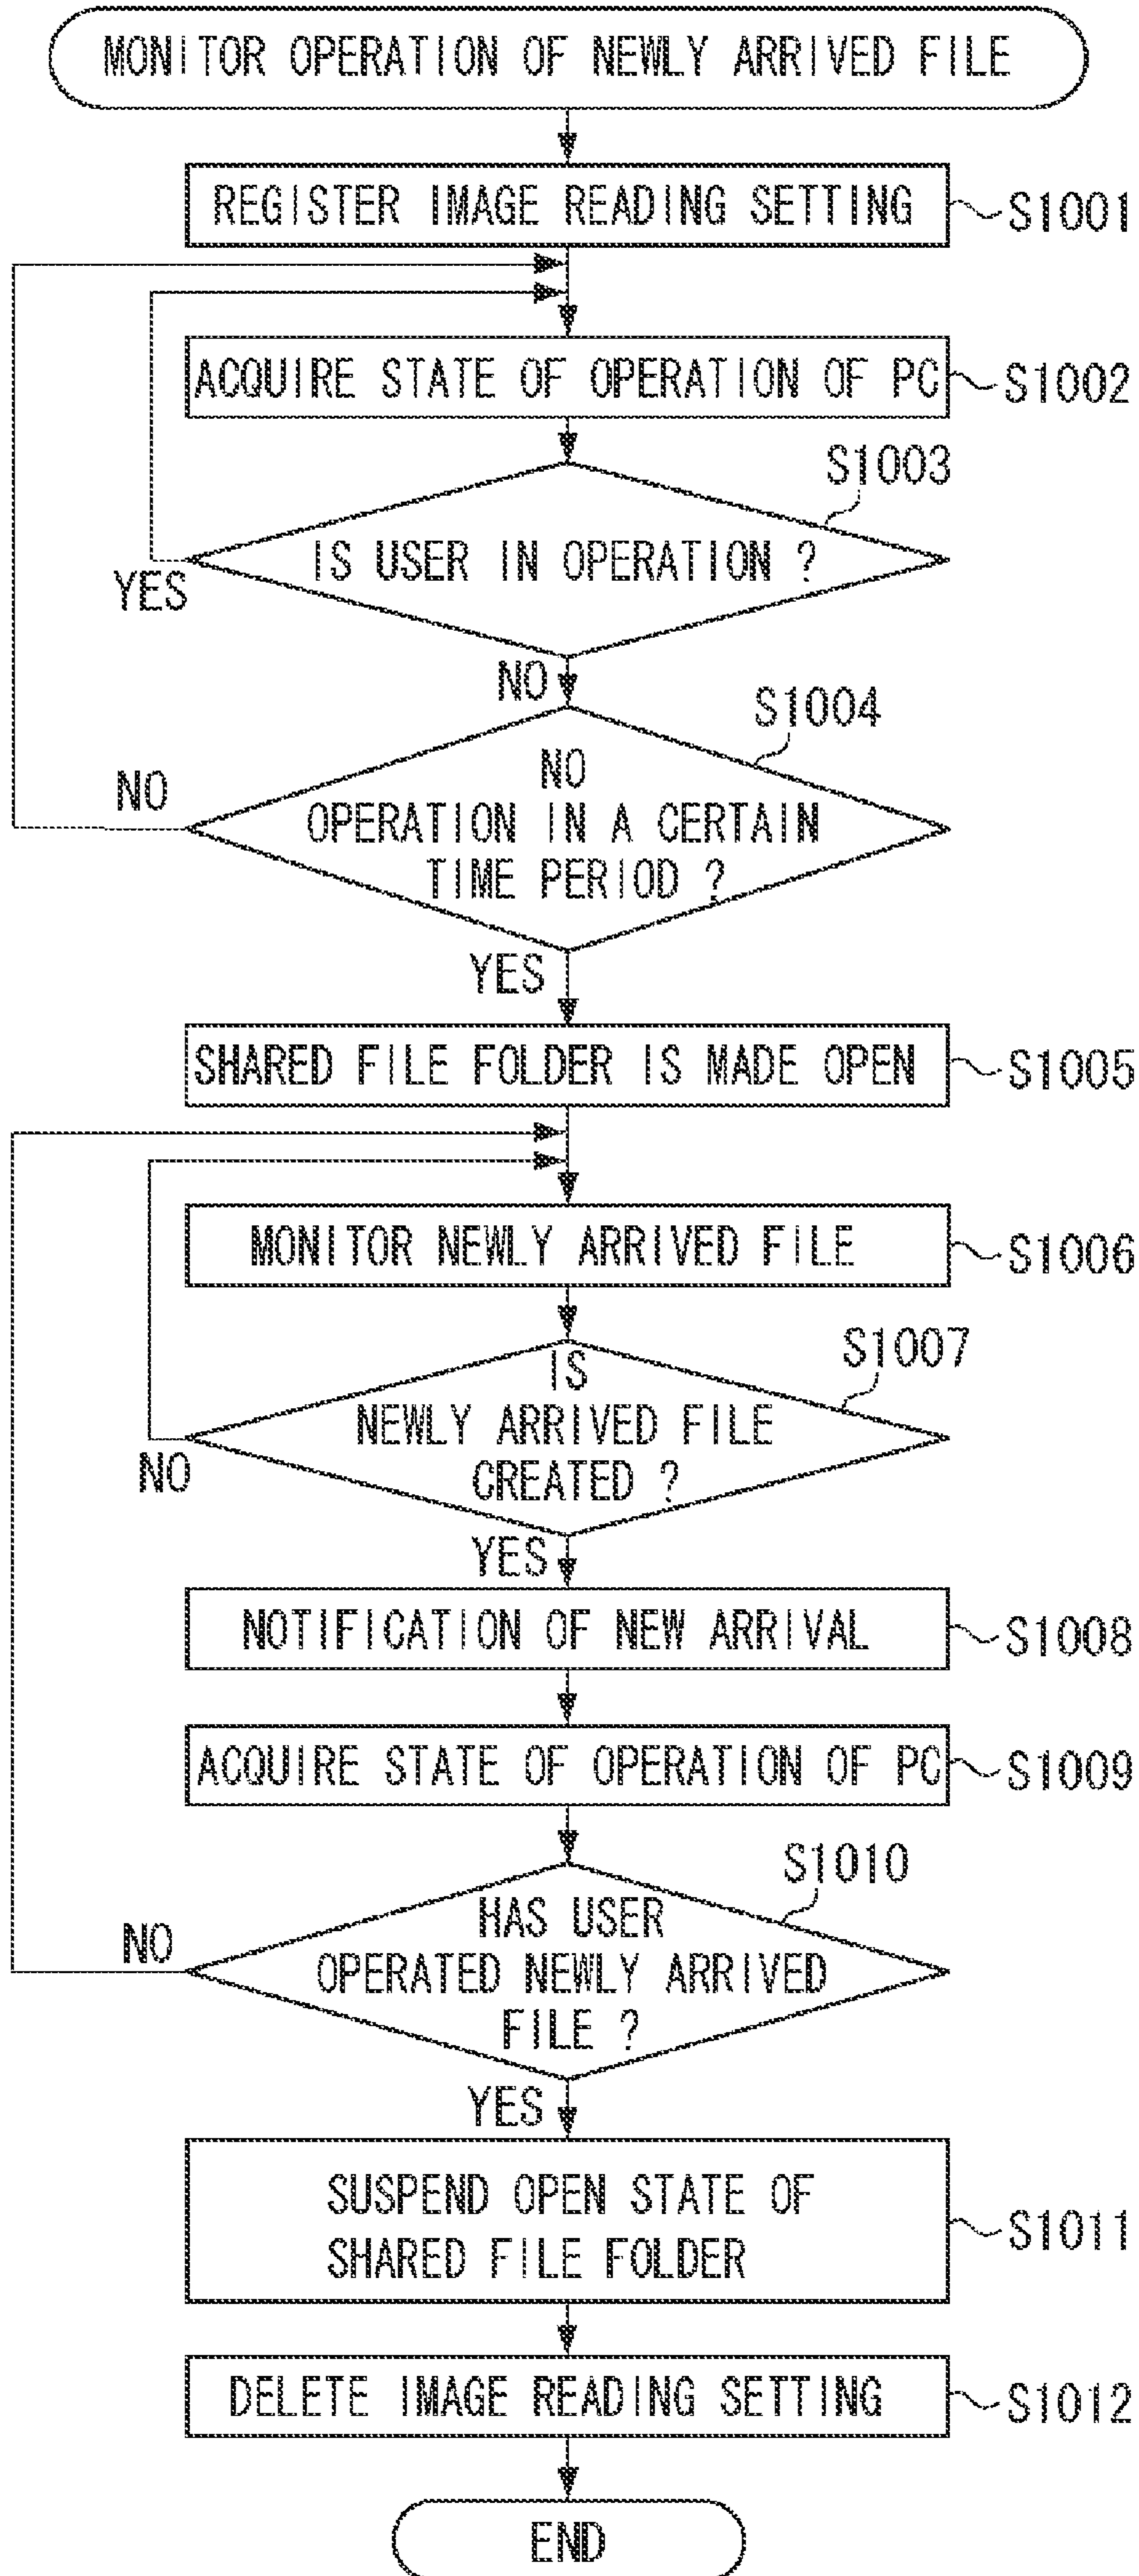 MONITOR OPERATION OF NEWLY ARRIVED FILE
REGISTER IMAGE READING SETTING
S1001
ACQUIRE STATE OF OPERATION OF PC
S1002
S1003
IS USER IN OPERATION ?
YES
NO
S1004
NO
NO
OPERATION IN A CERTAIN
TIME PERIOD ?
YES
SHARED FILE FOLDER IS MADE OPEN
S1005
MONITOR NEWLY ARRIVED FILE
S1006
S1007
IS
NEWLY ARRIVED FILE
CREATED ?
NO
YES
NOTIFICATION OF NEW ARRIVAL
S1008
ACQUIRE STATE OF OPERATION OF PC
S1009
S1010
HAS USER
NO
OPERATED NEWLY ARRIVED
FILE ?
YES
SUSPEND OPEN STATE OF
SHARED FILE FOLDER
S1011
DELETE IMAGE READING SETTING
S1012
END